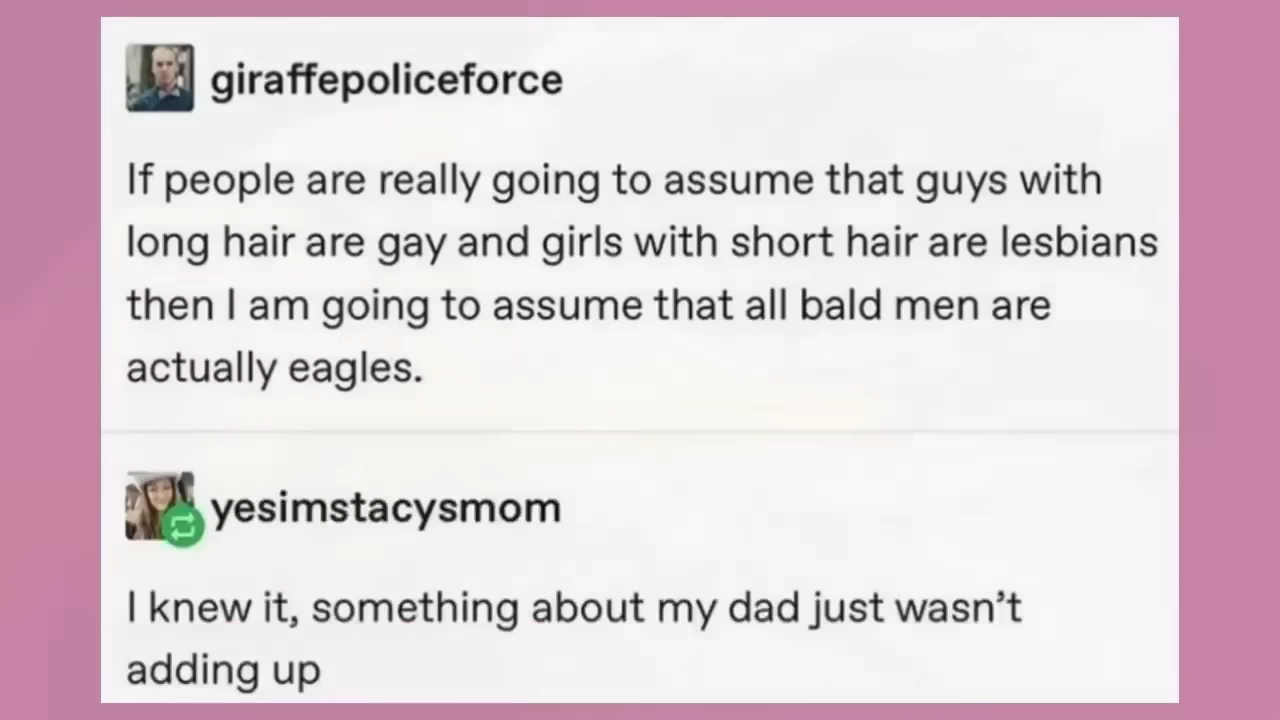 giraffepoliceforce
If people are really going to assume that guys with
long hair are gay and girls with short hair are lesbians
then I am going to assume that all bald men are
actually eagles.
yesimstacysmom
I knew it, something about my dad just wasn’t
adding up